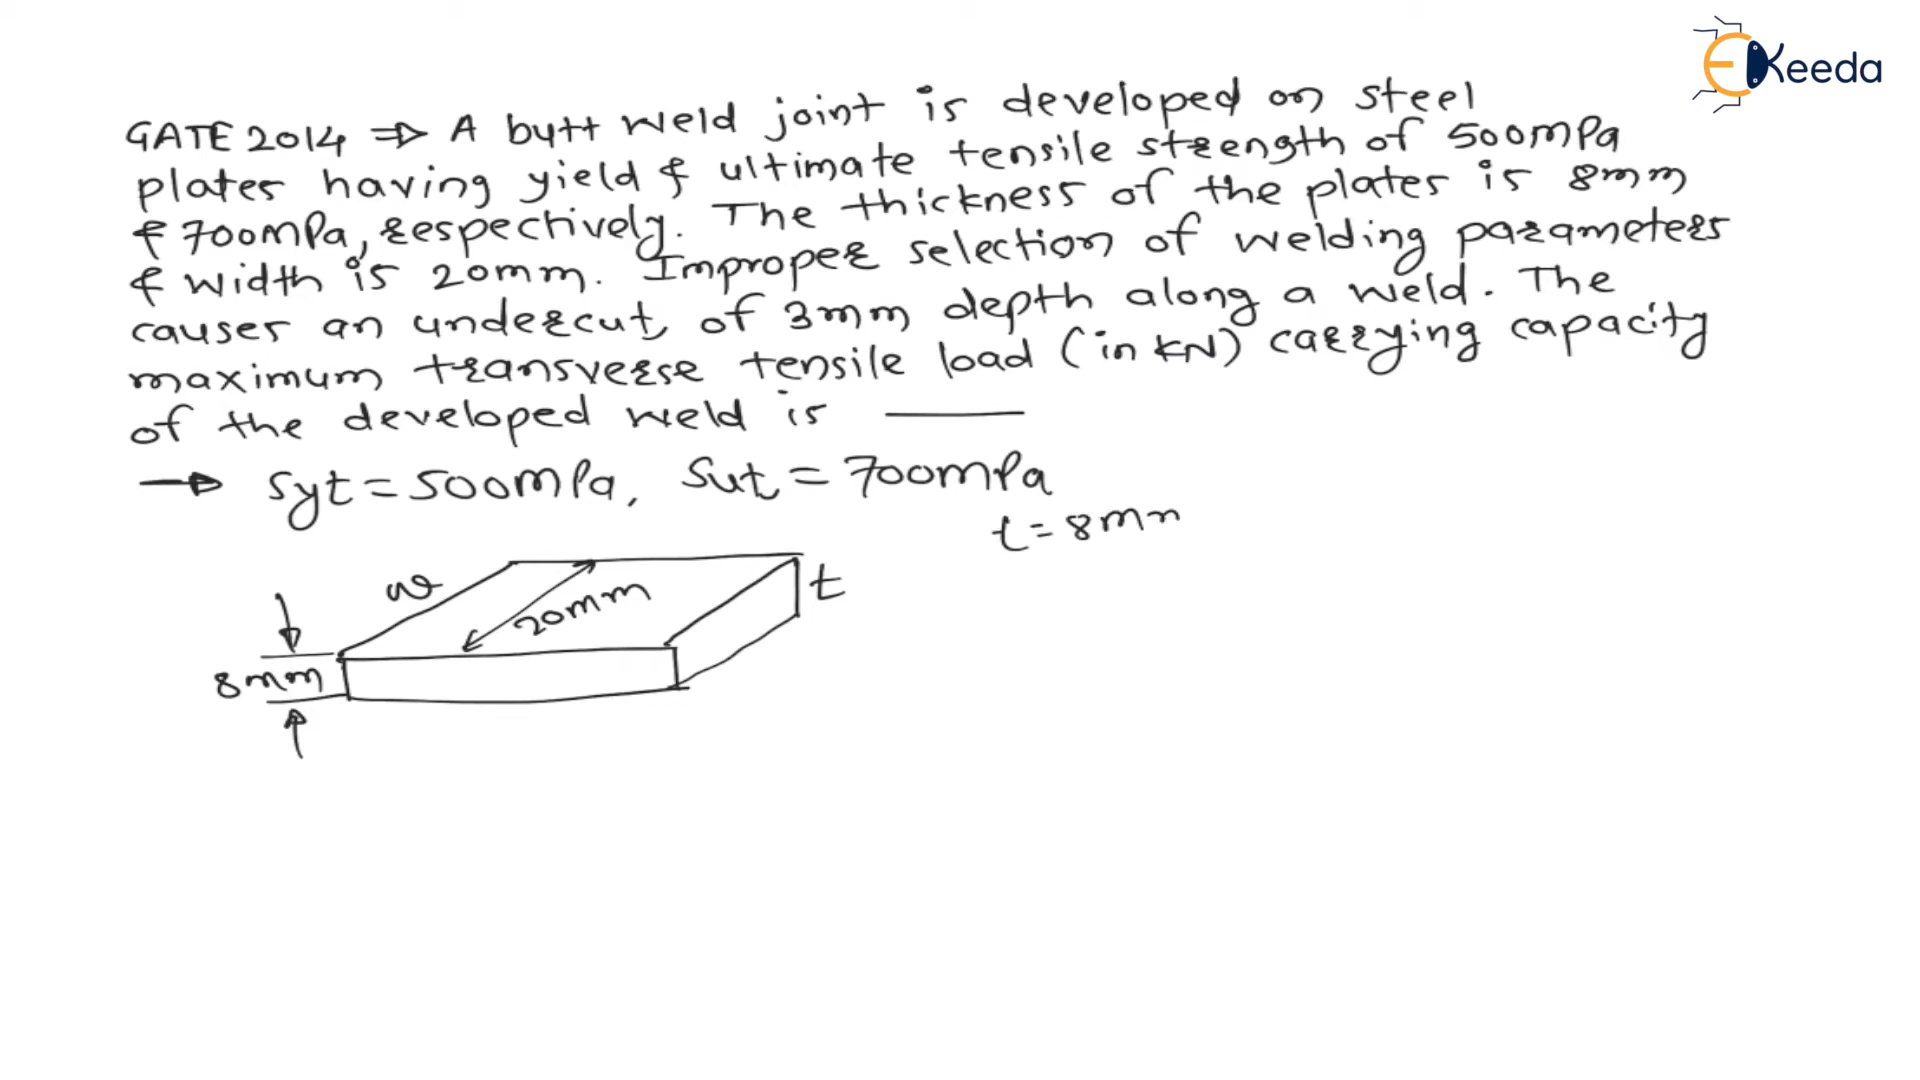 EKeeda
GATE 2014 ⇒ A butt weld joint is developed on steel
plates having yield & ultimate tensile strength of 500MPa
& 700MPa, respectively. The thickness of the plates is 8mm
& width is 20mm. Improper selection of welding parameters
causes an undercut of 3mm depth along a weld. The
maximum transverse tensile load (in KN) carrying capacity
of the developed weld is ______
→ Syt = 500MPa, Sut = 700MPa
t = 8mm
w
20mm
t
8mm